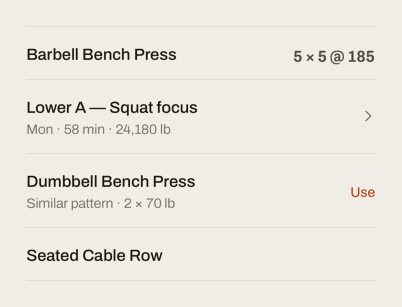 Barbell Bench Press 5 × 5 @ 185
Lower A — Squat focus
Mon · 58 min · 24,180 lb
Dumbbell Bench Press
Similar pattern · 2 × 70 lb
Use
Seated Cable Row